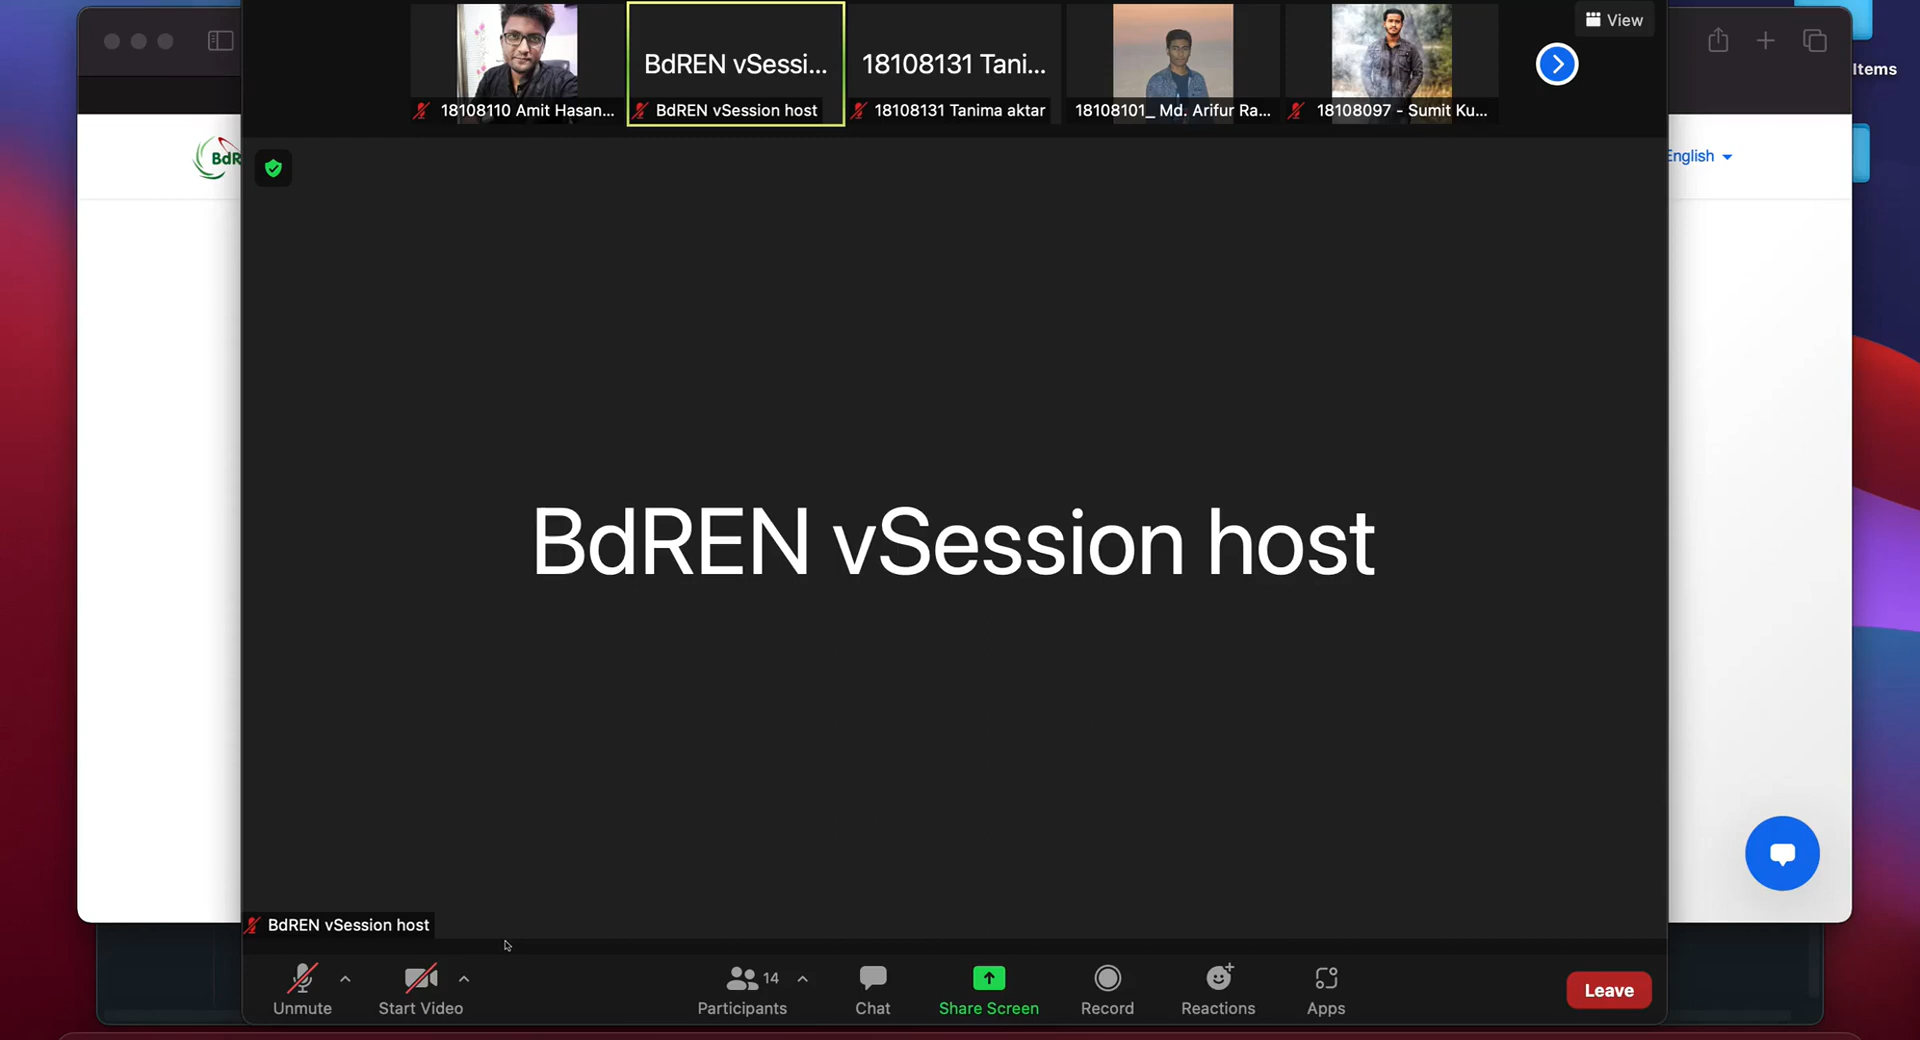 BdREN vSessi...
18108131 Tani...
View
18108110 Amit Hasan...
BdREN vSession host
18108131 Tanima aktar
18108101_ Md. Arifur Ra...
18108097 - Sumit Ku...
Items
BdR
English
BdREN vSession host
BdREN vSession host
14
Unmute
Start Video
Participants
Chat
Share Screen
Record
Reactions
Apps
Leave